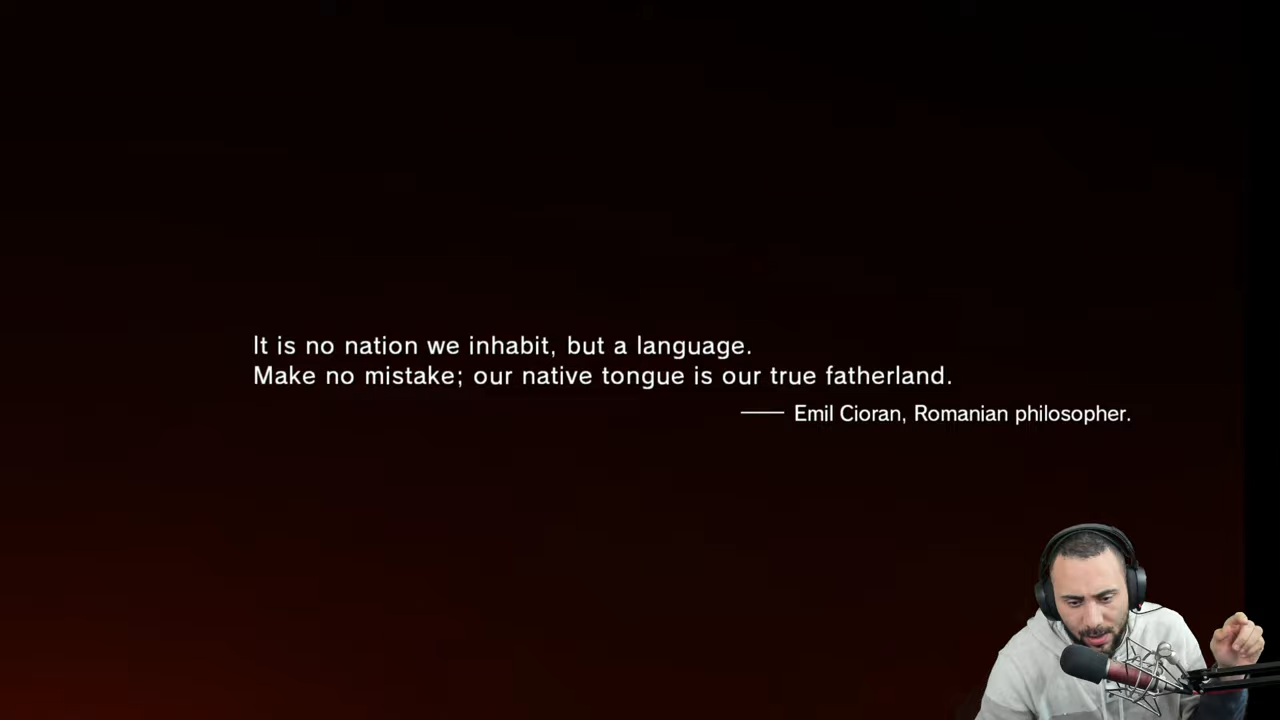 It is no nation we inhabit, but a language.
Make no mistake; our native tongue is our true fatherland.
—— Emil Cioran, Romanian philosopher.